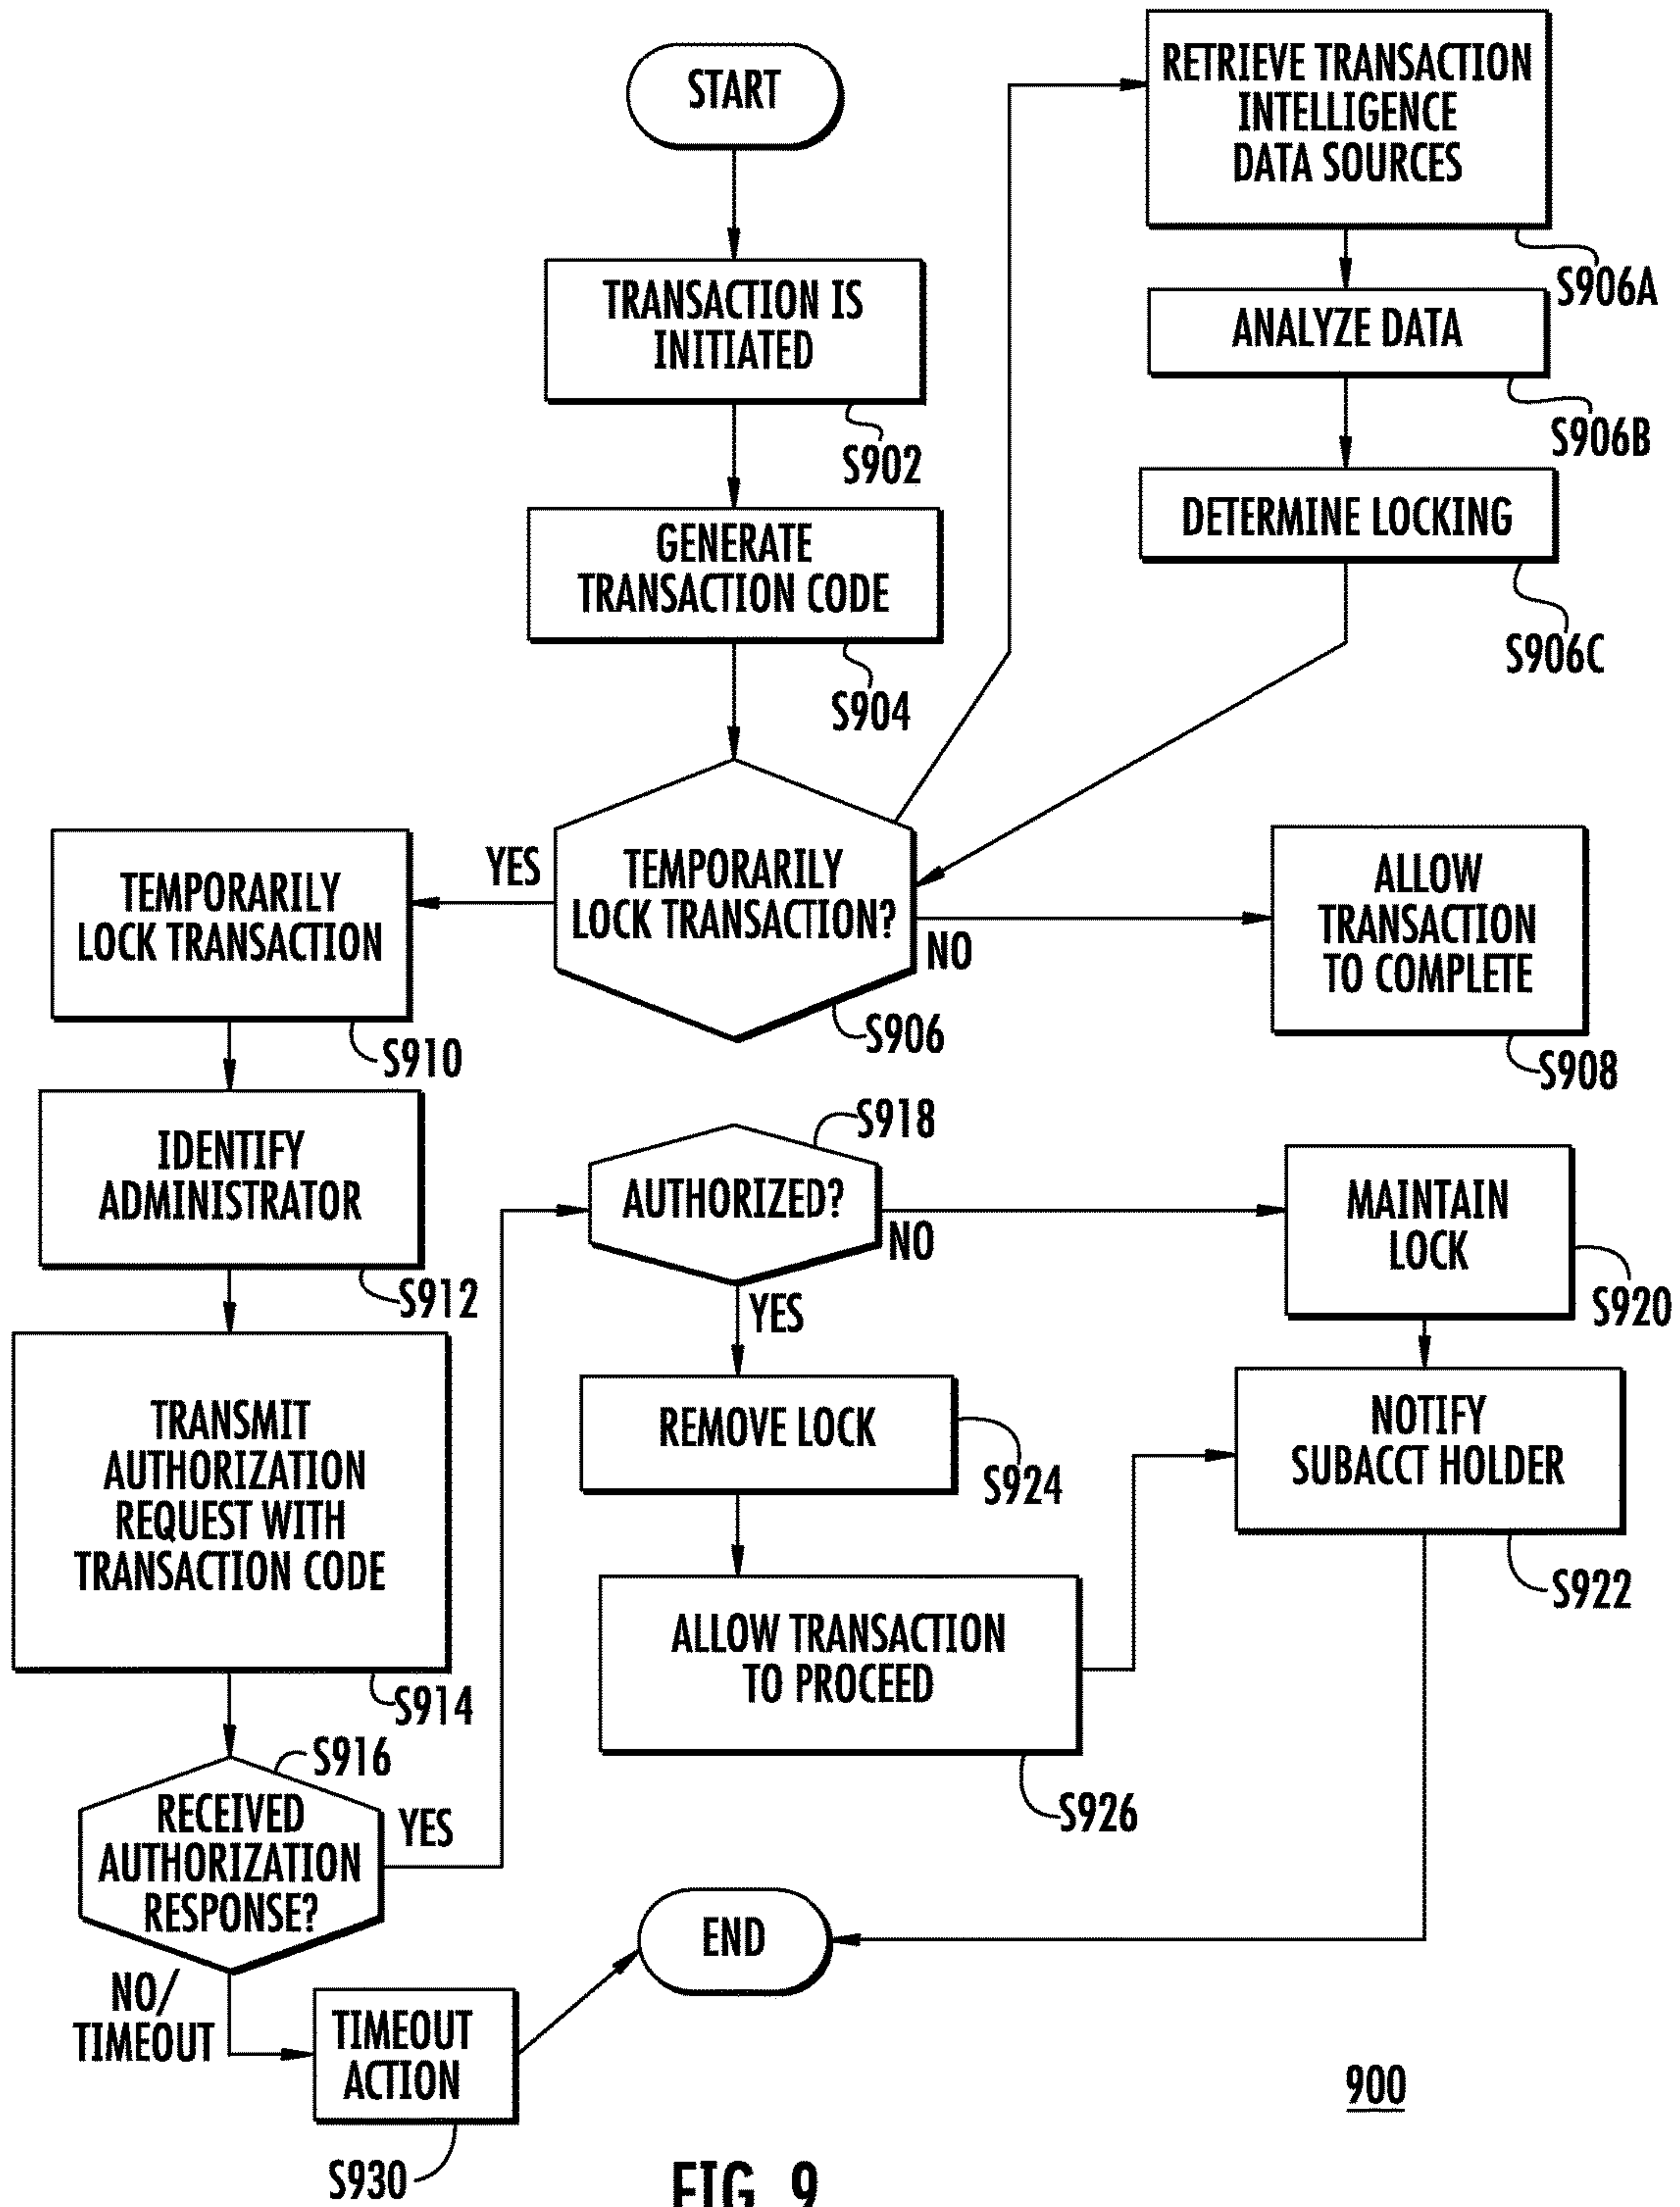 START
TRANSACTION IS
INITIATED
S902
GENERATE
TRANSACTION CODE
S904
RETRIEVE TRANSACTION
INTELLIGENCE
DATA SOURCES
S906A
ANALYZE DATA
S906B
DETERMINE LOCKING
S906C
TEMPORARILY
LOCK TRANSACTION?
S906
YES
NO
ALLOW
TRANSACTION
TO COMPLETE
S908
TEMPORARILY
LOCK TRANSACTION
S910
IDENTIFY
ADMINISTRATOR
S912
TRANSMIT
AUTHORIZATION
REQUEST WITH
TRANSACTION CODE
S914
S916
RECEIVED
AUTHORIZATION
RESPONSE?
YES
NO/
TIMEOUT
TIMEOUT
ACTION
S930
S918
AUTHORIZED?
NO
YES
MAINTAIN
LOCK
S920
REMOVE LOCK
S924
NOTIFY
SUBACCT HOLDER
S922
ALLOW TRANSACTION
TO PROCEED
S926
END
900
FIG. 9